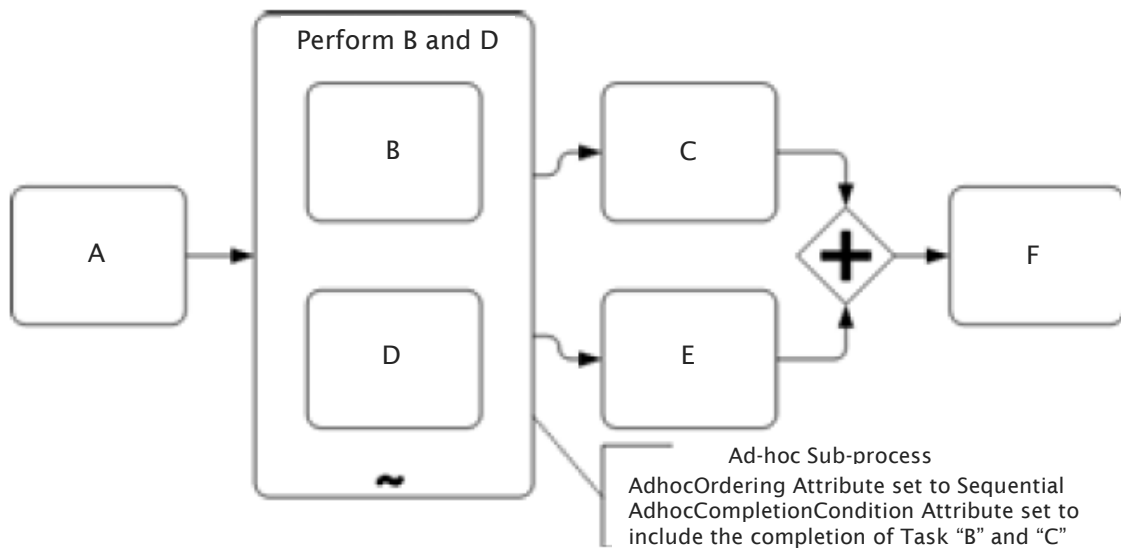 Perform B and D
B
C
A
F
D
E
Ad-hoc Sub-process
AdhocOrdering Attribute set to Sequential
AdhocCompletionCondition Attribute set to
include the completion of Task “B” and “C”